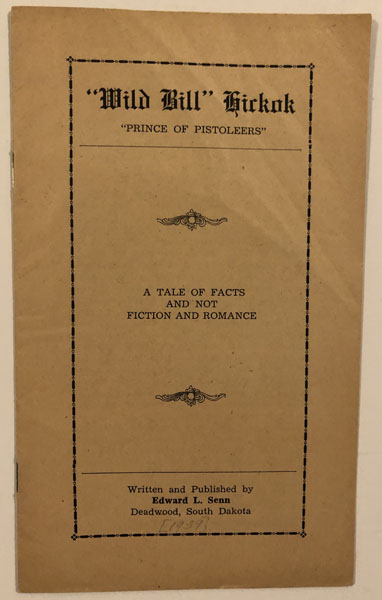 "Wild Bill" Hickok
"PRINCE OF PISTOLEERS"
A TALE OF FACTS
AND NOT
FICTION AND ROMANCE
Written and Published by
Edward L. Senn
Deadwood, South Dakota
[1939]